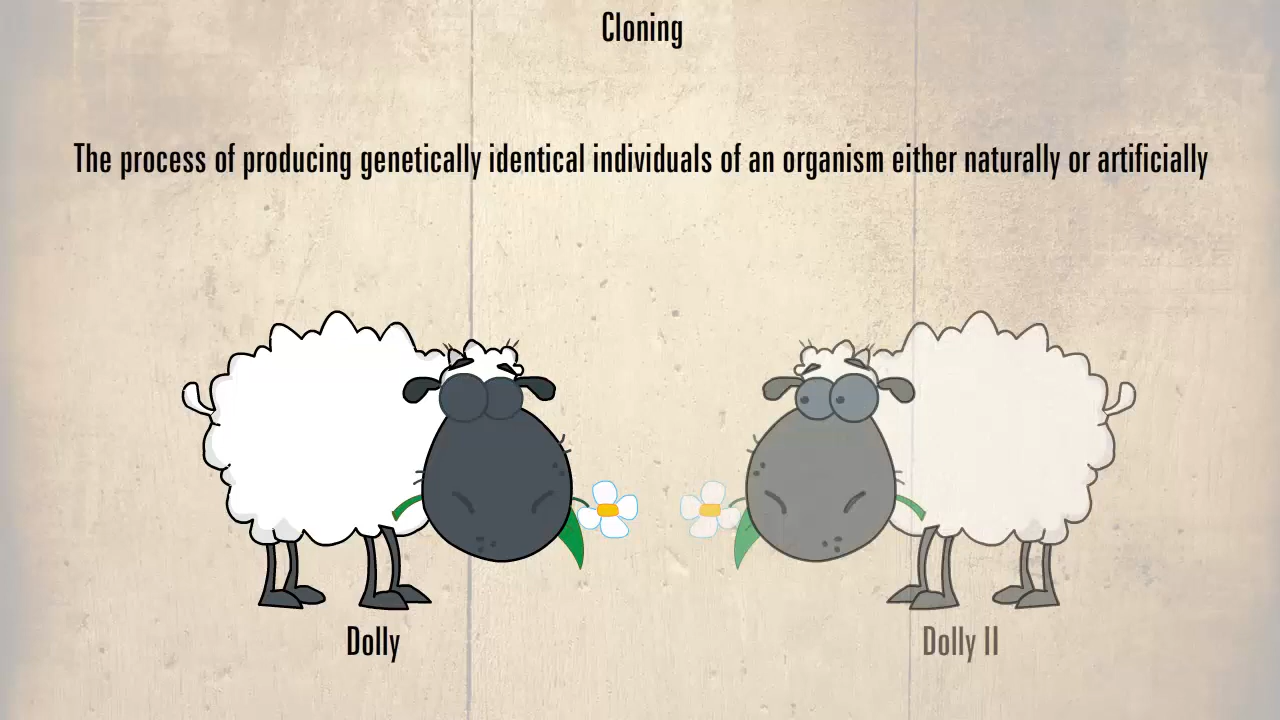 Cloning
The process of producing genetically identical individuals of an organism either naturally or artificially
Dolly
Dolly II